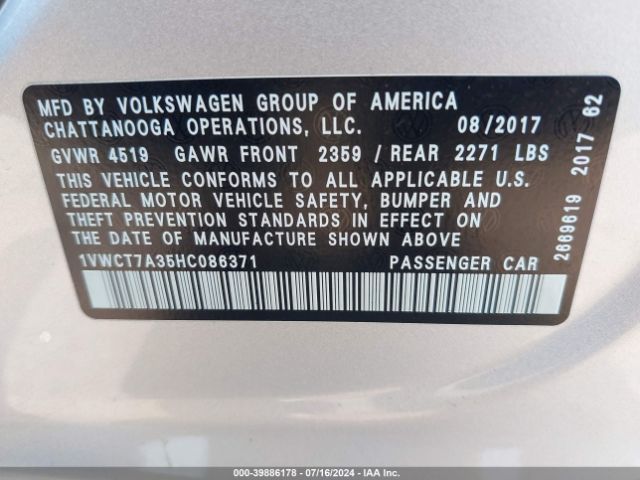 MFD BY VOLKSWAGEN GROUP OF AMERICA
CHATTANOOGA OPERATIONS, LLC. 08/2017
GVWR 4519 GAWR FRONT 2359 / REAR 2271 LBS
THIS VEHICLE CONFORMS TO ALL APPLICABLE U.S.
FEDERAL MOTOR VEHICLE SAFETY, BUMPER AND
THEFT PREVENTION STANDARDS IN EFFECT ON
THE DATE OF MANUFACTURE SHOWN ABOVE
1VWCT7A35HC086371 PASSENGER CAR
2669619 2017 62
000-39886178 - 07/16/2024 - IAA Inc.